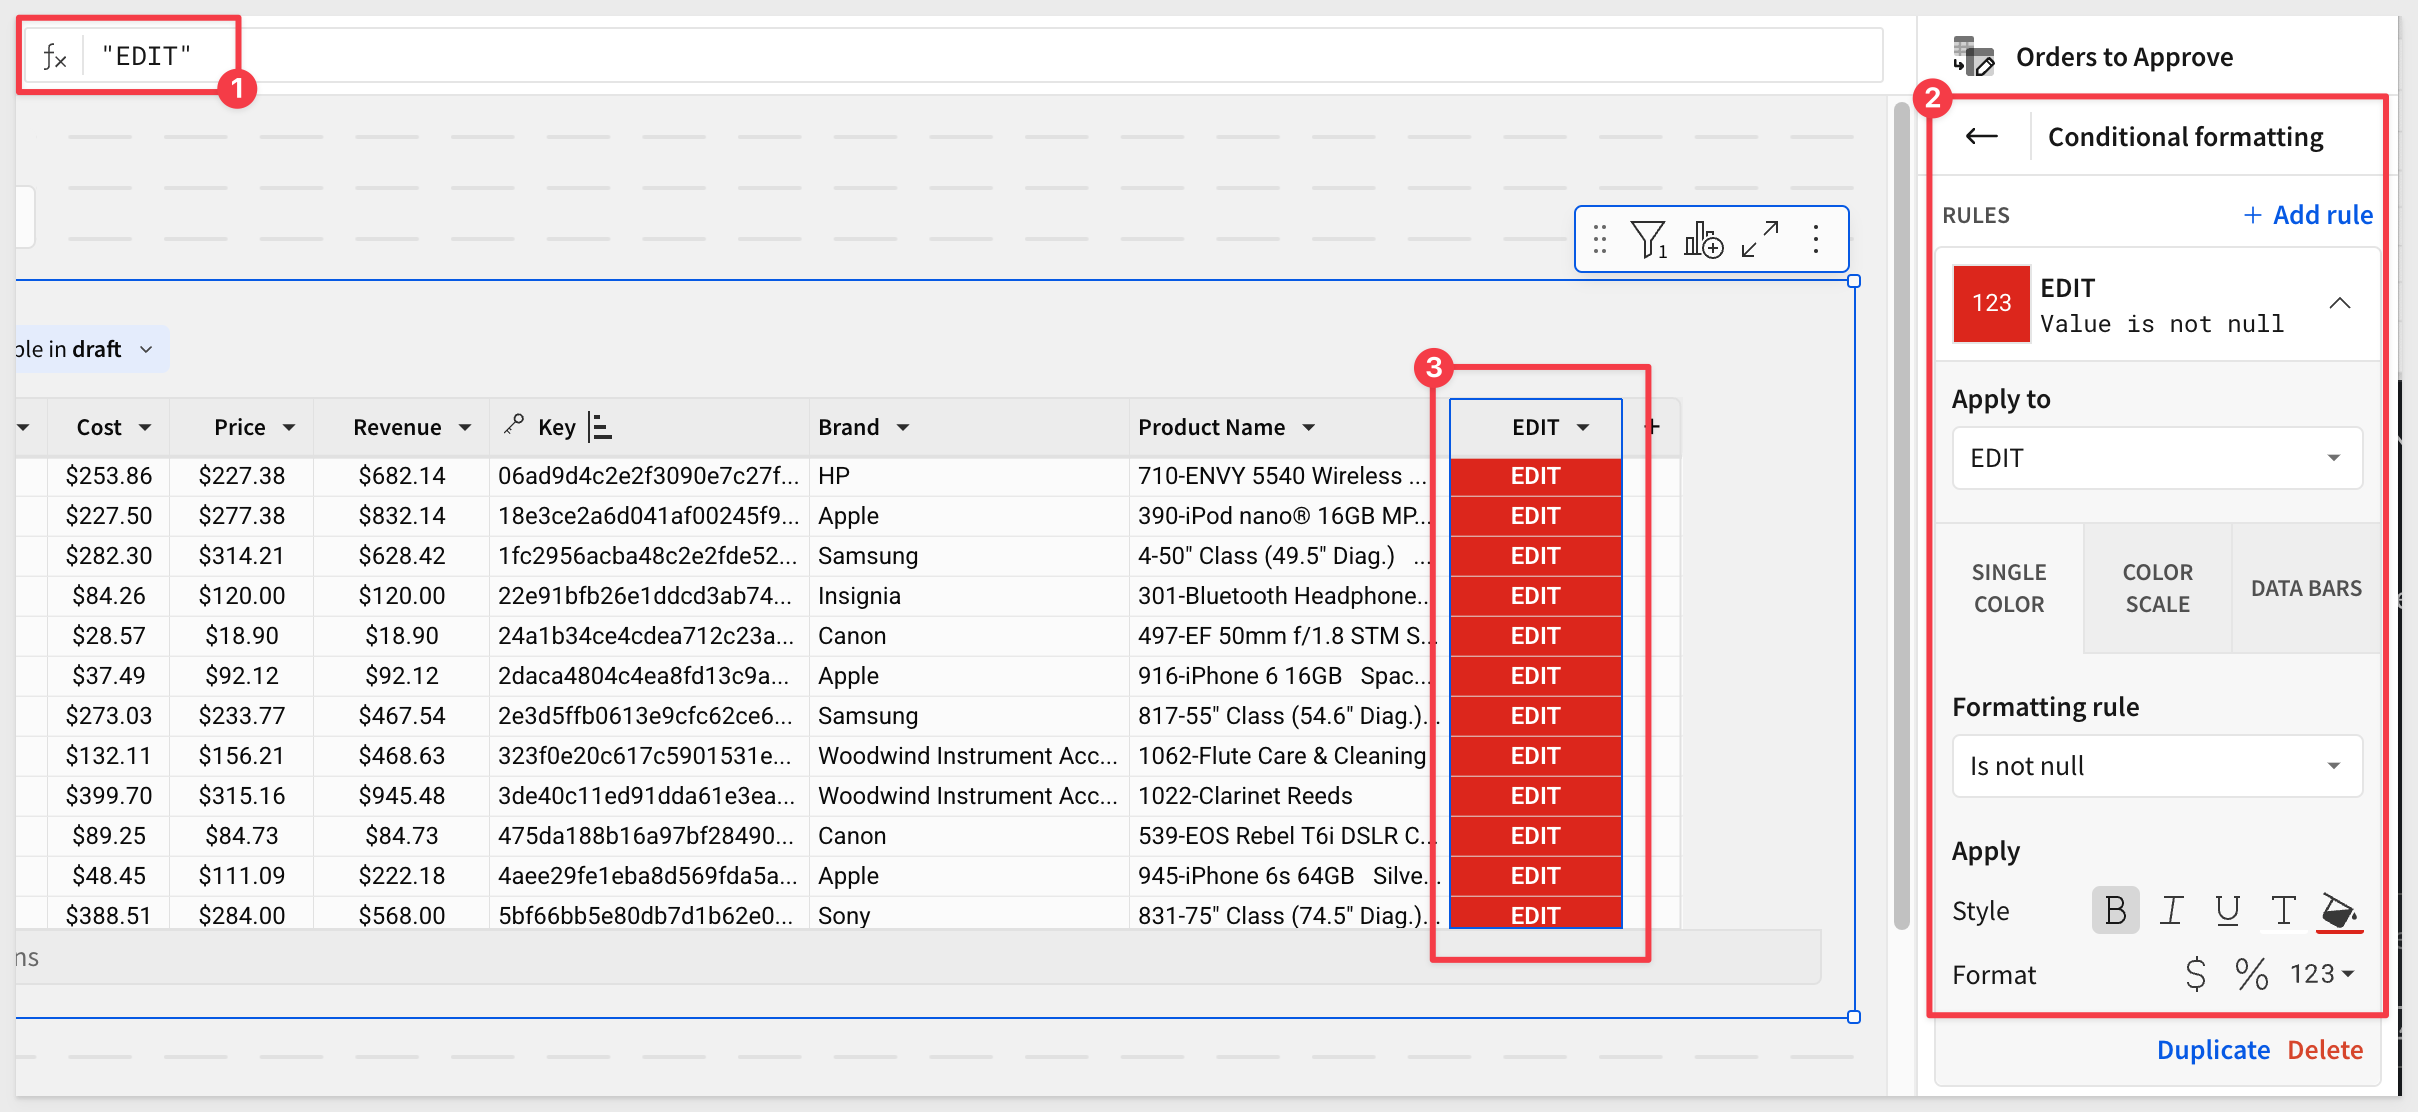 fx "EDIT"
1
Orders to Approve
2
Conditional formatting
RULES + Add rule
1
123 EDIT
Value is not null
ble in draft
3
Cost Price Revenue Key Brand Product Name EDIT +
$253.86 $227.38 $682.14 06ad9d4c2e2f3090e7c27f... HP 710-ENVY 5540 Wireless ... EDIT
$227.50 $277.38 $832.14 18e3ce2a6d041af00245f9... Apple 390-iPod nano® 16GB MP... EDIT
$282.30 $314.21 $628.42 1fc2956acba48c2e2fde52... Samsung 4-50" Class (49.5" Diag.) ... EDIT
$84.26 $120.00 $120.00 22e91bfb26e1ddcd3ab74... Insignia 301-Bluetooth Headphone... EDIT
$28.57 $18.90 $18.90 24a1b34ce4cdea712c23a... Canon 497-EF 50mm f/1.8 STM S... EDIT
$37.49 $92.12 $92.12 2daca4804c4ea8fd13c9a... Apple 916-iPhone 6 16GB Spac... EDIT
$273.03 $233.77 $467.54 2e3d5ffb0613e9cfc62ce6... Samsung 817-55" Class (54.6" Diag.)... EDIT
$132.11 $156.21 $468.63 323f0e20c617c5901531e... Woodwind Instrument Acc... 1062-Flute Care & Cleaning EDIT
$399.70 $315.16 $945.48 3de40c11ed91dda61e3ea... Woodwind Instrument Acc... 1022-Clarinet Reeds EDIT
$89.25 $84.73 $84.73 475da188b16a97bf28490... Canon 539-EOS Rebel T6i DSLR C... EDIT
$48.45 $111.09 $222.18 4aee29fe1eba8d569fda5a... Apple 945-iPhone 6s 64GB Silve... EDIT
$388.51 $284.00 $568.00 5bf66bb5e80db7d1b62e0... Sony 831-75" Class (74.5" Diag.)... EDIT
ns
Apply to
EDIT
SINGLE COLOR
COLOR SCALE
DATA BARS
Formatting rule
Is not null
Apply
Style B I U T
Format $ % 123
Duplicate Delete